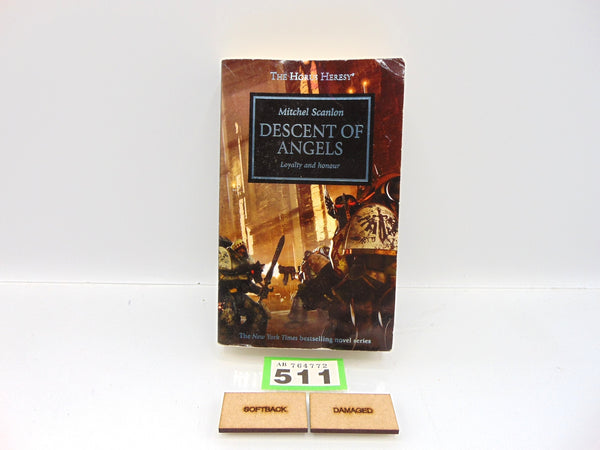 THE HORUS HERESY®
Mitchel Scanlon
DESCENT OF
ANGELS
Loyalty and honour
The New York Times bestselling novel series
AB 764772
511
SOFTBACK
DAMAGED